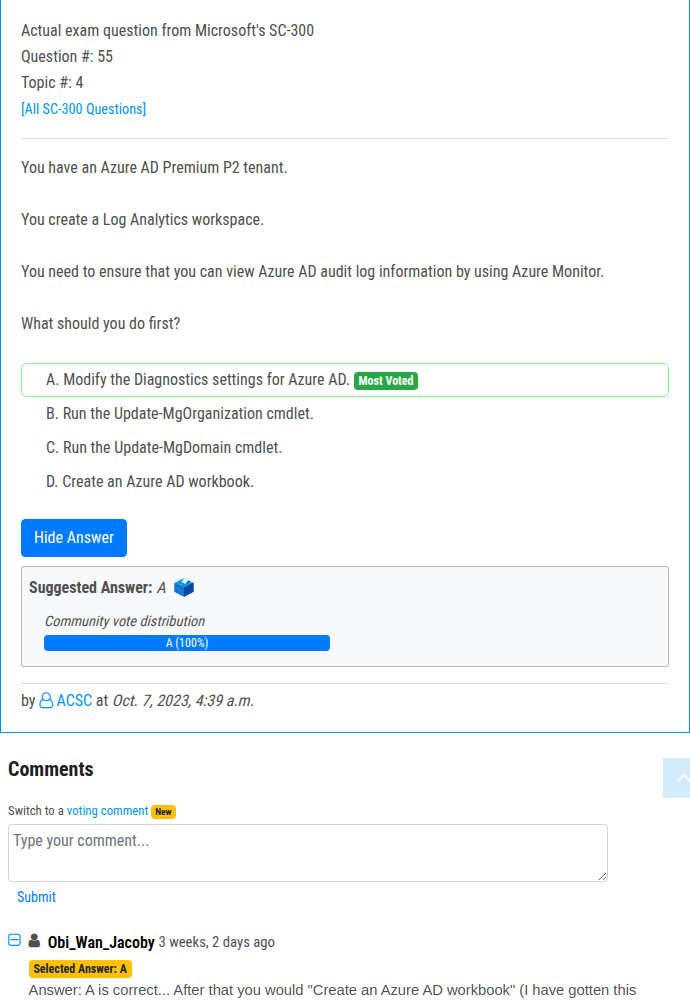 Actual exam question from Microsoft's SC-300
Question #: 55
Topic #: 4
[All SC-300 Questions]
You have an Azure AD Premium P2 tenant.
You create a Log Analytics workspace.
You need to ensure that you can view Azure AD audit log information by using Azure Monitor.
What should you do first?
A. Modify the Diagnostics settings for Azure AD. Most Voted
B. Run the Update-MgOrganization cmdlet.
C. Run the Update-MgDomain cmdlet.
D. Create an Azure AD workbook.
Hide Answer
Suggested Answer: A
Community vote distribution
A (100%)
by ACSC at Oct. 7, 2023, 4:39 a.m.
Comments
Switch to a voting comment New
Type your comment...
Submit
Obi_Wan_Jacoby 3 weeks, 2 days ago
Selected Answer: A
Answer: A is correct... After that you would "Create an Azure AD workbook" (I have gotten this